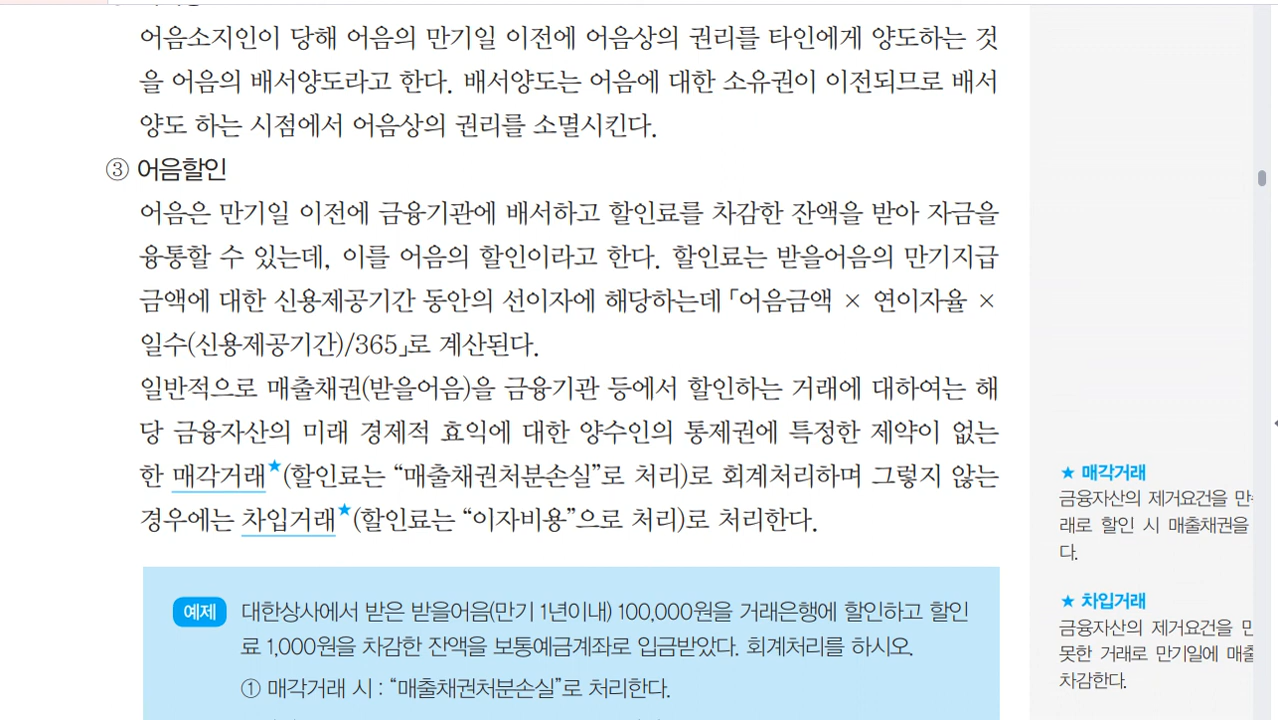 어음소지인이 당해 어음의 만기일 이전에 어음상의 권리를 타인에게 양도하는 것
을 어음의 배서양도라고 한다. 배서양도는 어음에 대한 소유권이 이전되므로 배서
양도 하는 시점에서 어음상의 권리를 소멸시킨다.
③ 어음할인
어음은 만기일 이전에 금융기관에 배서하고 할인료를 차감한 잔액을 받아 자금을
융통할 수 있는데, 이를 어음의 할인이라고 한다. 할인료는 받을어음의 만기지급
금액에 대한 신용제공기간 동안의 선이자에 해당하는데 「어음금액 × 연이자율 ×
일수(신용제공기간)/365」로 계산된다.
일반적으로 매출채권(받을어음)을 금융기관 등에서 할인하는 거래에 대하여는 해
당 금융자산의 미래 경제적 효익에 대한 양수인의 통제권에 특정한 제약이 없는
한 매각거래★(할인료는 “매출채권처분손실”로 처리)로 회계처리하며 그렇지 않는
경우에는 차입거래★(할인료는 “이자비용”으로 처리)로 처리한다.
예제 대한상사에서 받은 받을어음(만기 1년이내) 100,000원을 거래은행에 할인하고 할인
료 1,000원을 차감한 잔액을 보통예금계좌로 입금받았다. 회계처리를 하시오.
① 매각거래 시 : “매출채권처분손실”로 처리한다.
★ 매각거래
금융자산의 제거요건을
래로 할인 시 매출채권을
다.
★ 차입거래
금융자산의 제거요건을
못한 거래로 만기일에
차감한다.